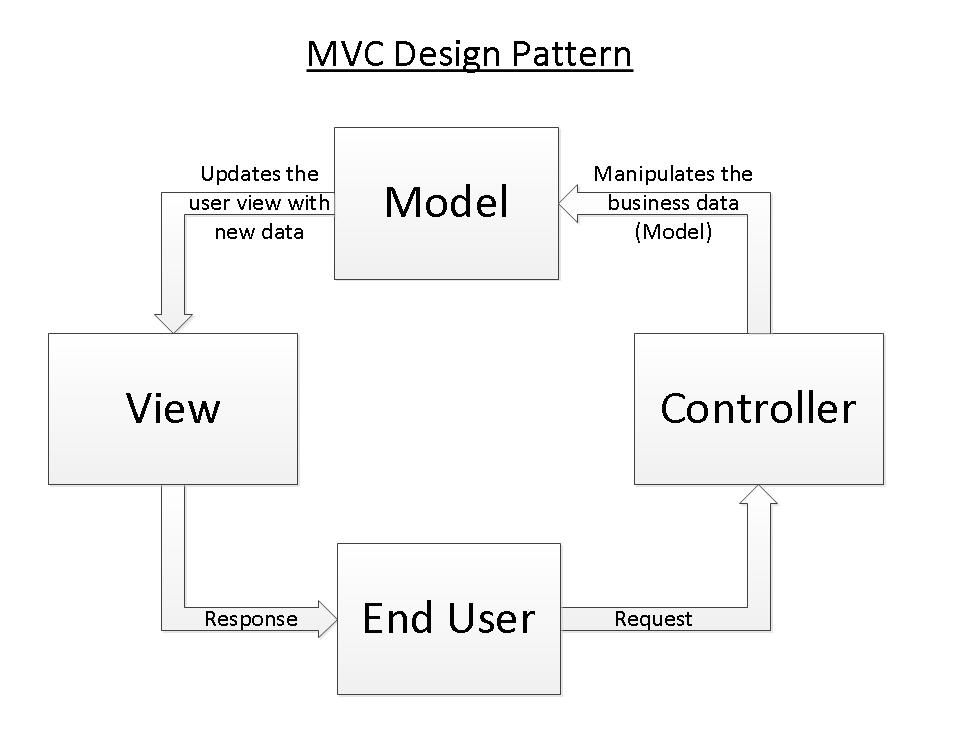 MVC Design Pattern
Updates the
user view with
new data
Model
Manipulates the
business data
(Model)
View
Controller
Response
End User
Request